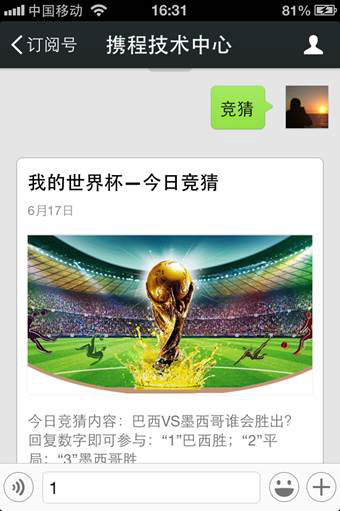 中国移动 16:31 81%
订阅号 携程技术中心
竞猜
我的世界杯—今日竞猜
6月17日
今日竞猜内容：巴西VS墨西哥谁会胜出?
回复数字即可参与：“1”巴西胜；“2”平
局；“3”墨西哥胜
1